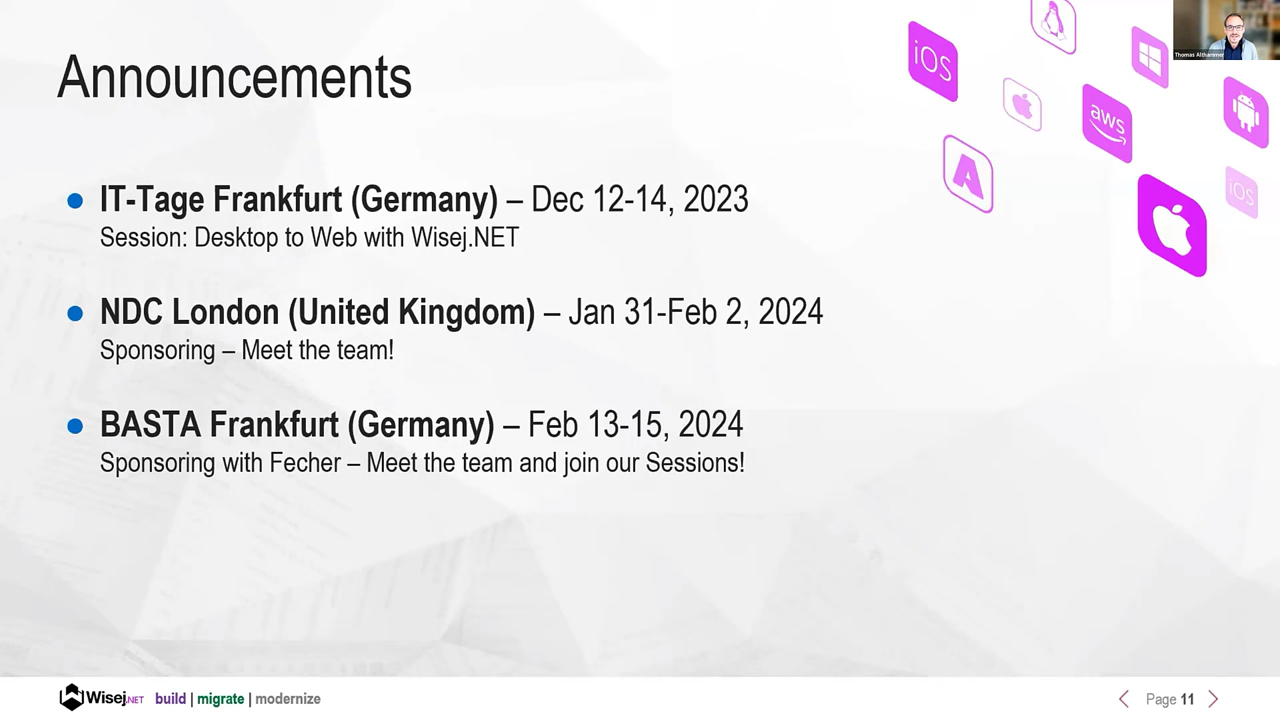 Announcements
iOS
aws
Thomas Althammer
iOS
● IT-Tage Frankfurt (Germany) – Dec 12-14, 2023
Session: Desktop to Web with Wisej.NET
● NDC London (United Kingdom) – Jan 31-Feb 2, 2024
Sponsoring – Meet the team!
● BASTA Frankfurt (Germany) – Feb 13-15, 2024
Sponsoring with Fecher – Meet the team and join our Sessions!
Wisej.NET build | migrate | modernize
Page 11